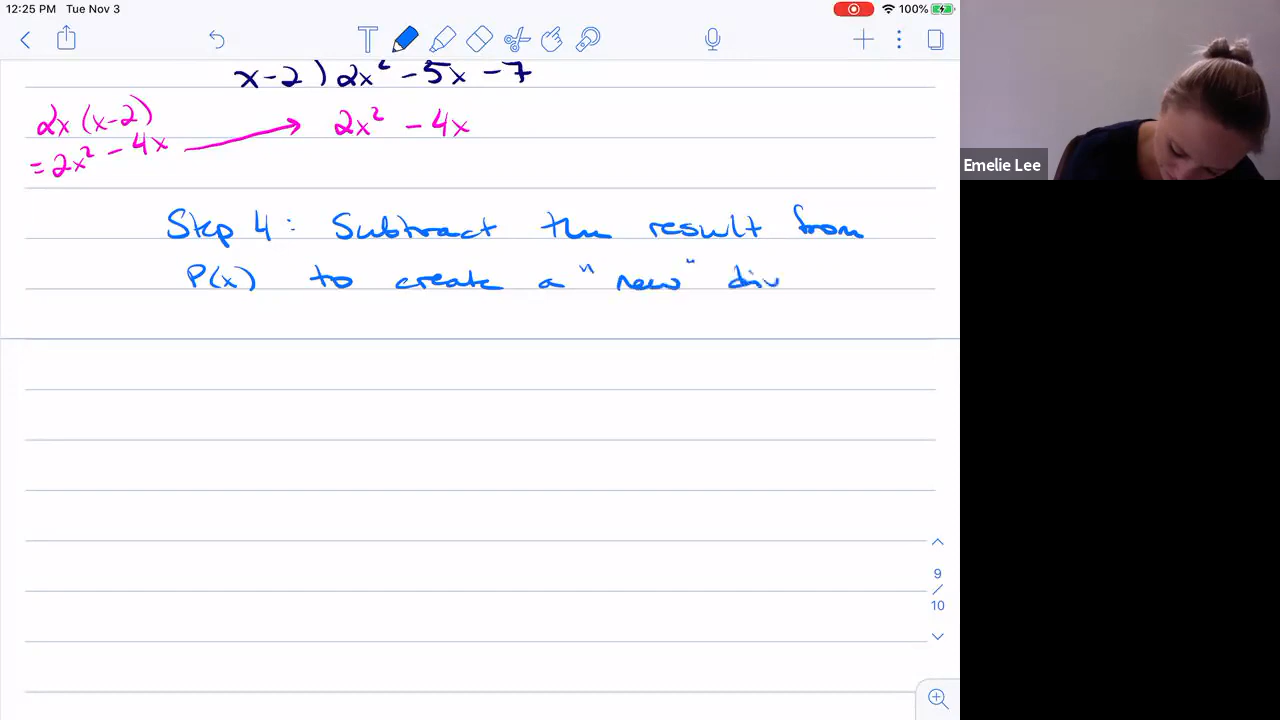 12:25 PM Tue Nov 3
100%
x-2) 2x² - 5x - 7
2x(x-2)
2x² - 4x
= 2x² - 4x
Emelie Lee
Step 4: Subtract the result from
P(x) to create a "new" div
9
/
10